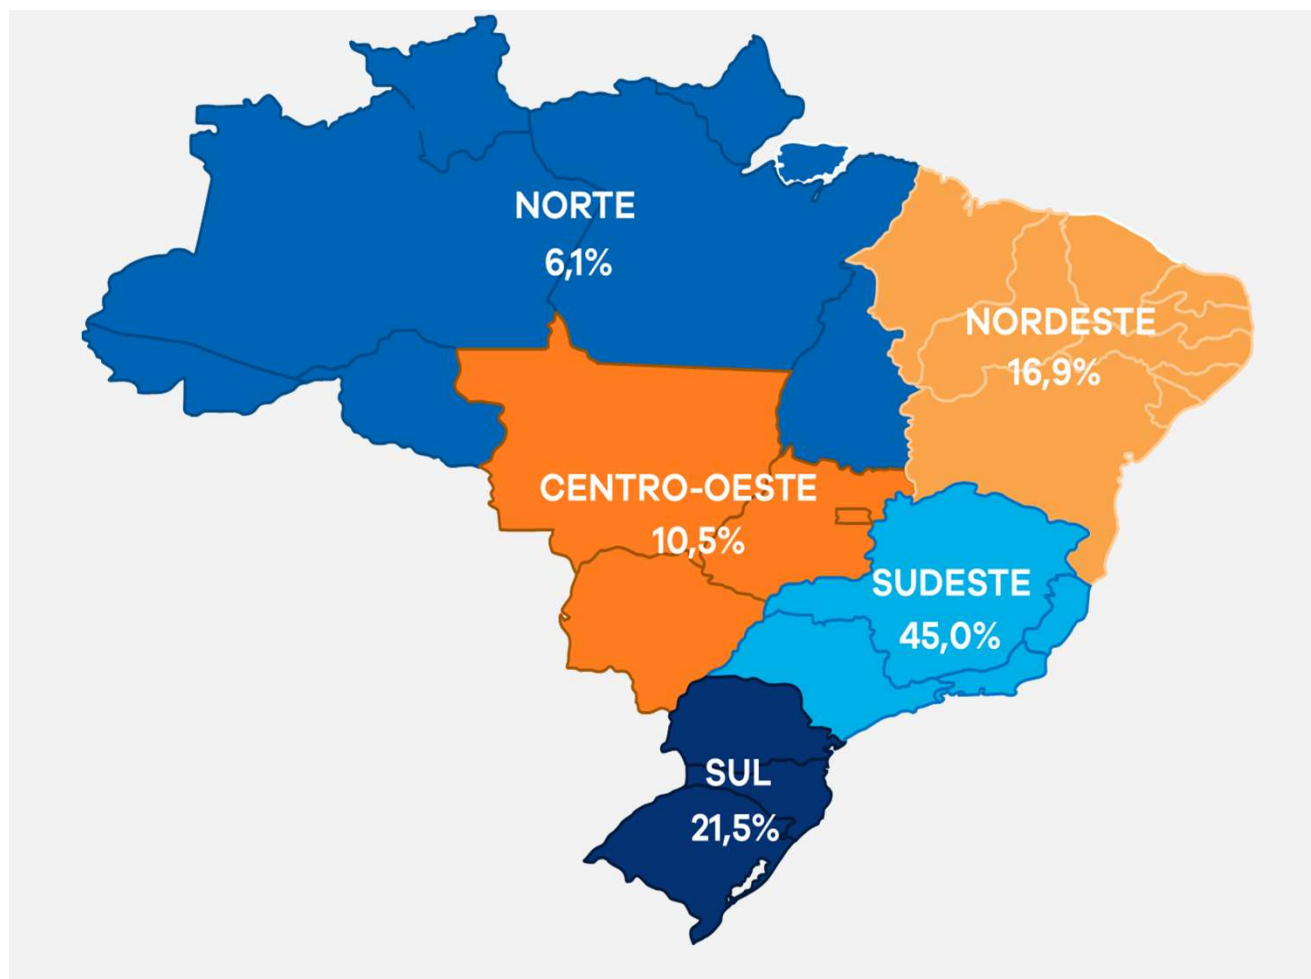 NORTE
6,1%
NORDESTE
16,9%
CENTRO-OESTE
10,5%
SUDESTE
45,0%
SUL
21,5%